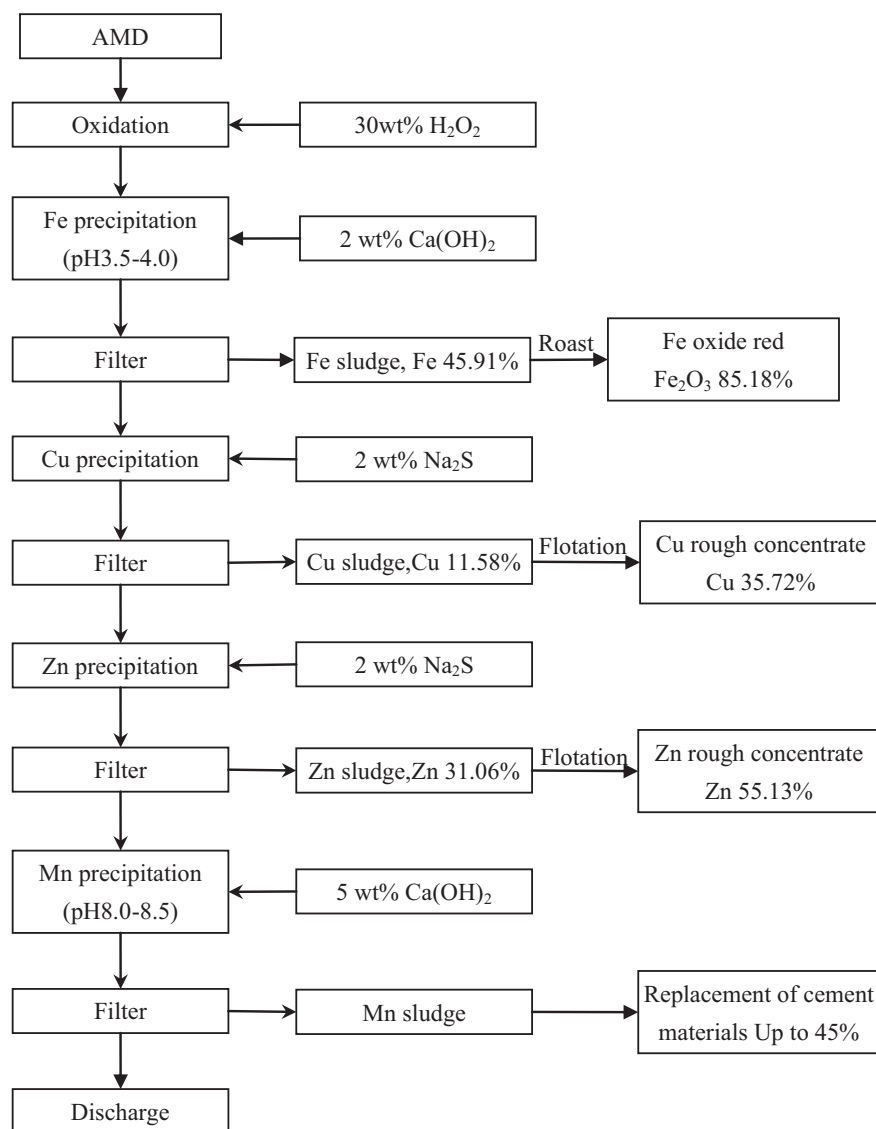 AMD
Oxidation
30wt% H₂O₂
Fe precipitation
(pH3.5-4.0)
2 wt% Ca(OH)₂
Filter
Fe sludge, Fe 45.91%
Roast
Fe oxide red
Fe₂O₃ 85.18%
Cu precipitation
2 wt% Na₂S
Filter
Cu sludge,Cu 11.58%
Flotation
Cu rough concentrate
Cu 35.72%
Zn precipitation
2 wt% Na₂S
Filter
Zn sludge,Zn 31.06%
Flotation
Zn rough concentrate
Zn 55.13%
Mn precipitation
(pH8.0-8.5)
5 wt% Ca(OH)₂
Filter
Mn sludge
Replacement of cement
materials Up to 45%
Discharge